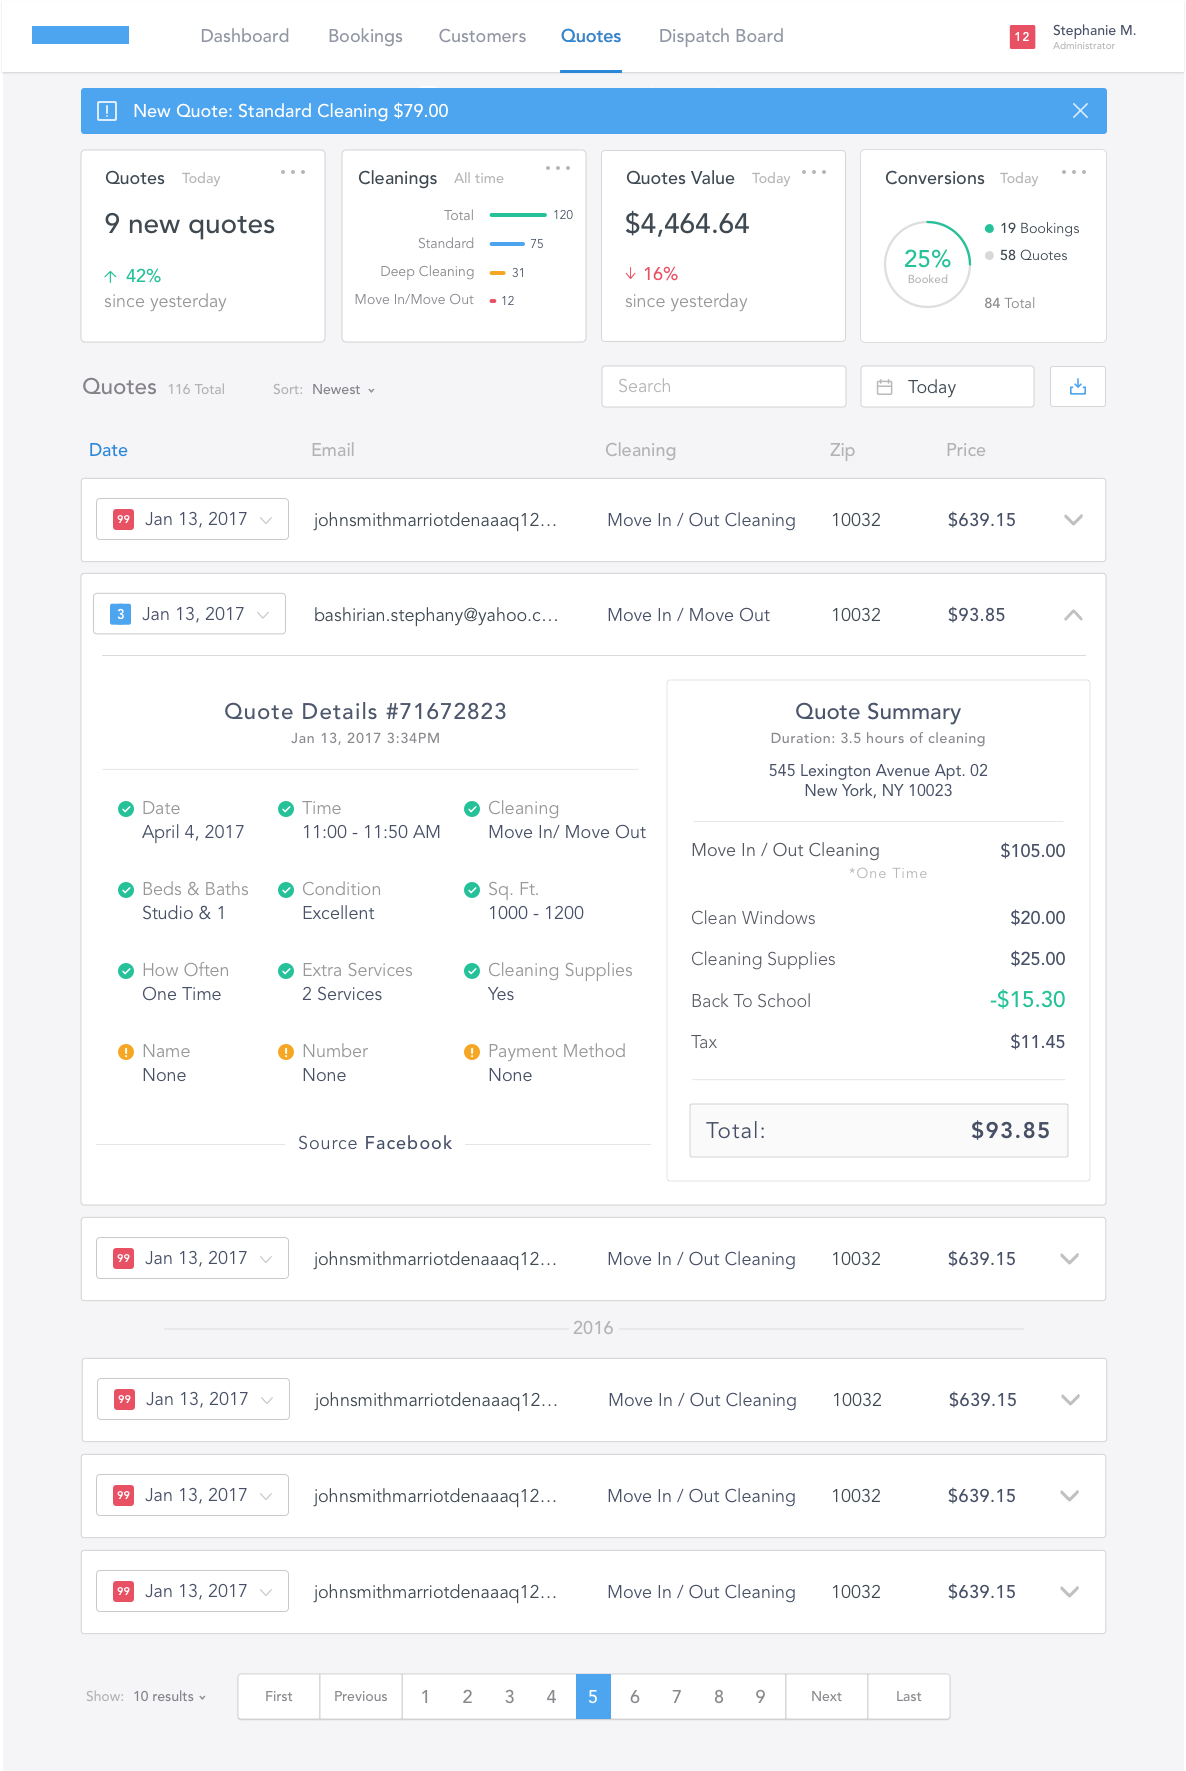 Dashboard Bookings Customers Quotes Dispatch Board 12 Stephanie M.
Administrator
New Quote: Standard Cleaning $79.00
Quotes Today
9 new quotes
42%
since yesterday
Cleanings All time
Total 120
Standard 75
Deep Cleaning 31
Move In/Move Out 12
Quotes Value Today
$4,464.64
16%
since yesterday
Conversions Today
25%
Booked
19 Bookings
58 Quotes
84 Total
Quotes 116 Total Sort: Newest Search Today
Date Email Cleaning Zip Price
99 Jan 13, 2017 johnsmithmarriotdenaaaq12... Move In / Out Cleaning 10032 $639.15
3 Jan 13, 2017 bashirian.stephany@yahoo.c... Move In / Move Out 10032 $93.85
Quote Details #71672823
Jan 13, 2017 3:34PM
Date Time Cleaning
April 4, 2017 11:00 - 11:50 AM Move In/ Move Out
Beds & Baths Condition Sq. Ft.
Studio & 1 Excellent 1000 - 1200
How Often Extra Services Cleaning Supplies
One Time 2 Services Yes
Name Number Payment Method
None None None
Source Facebook
Quote Summary
Duration: 3.5 hours of cleaning
545 Lexington Avenue Apt. 02
New York, NY 10023
Move In / Out Cleaning $105.00
*One Time
Clean Windows $20.00
Cleaning Supplies $25.00
Back To School -$15.30
Tax $11.45
Total: $93.85
99 Jan 13, 2017 johnsmithmarriotdenaaaq12... Move In / Out Cleaning 10032 $639.15
2016
99 Jan 13, 2017 johnsmithmarriotdenaaaq12... Move In / Out Cleaning 10032 $639.15
99 Jan 13, 2017 johnsmithmarriotdenaaaq12... Move In / Out Cleaning 10032 $639.15
99 Jan 13, 2017 johnsmithmarriotdenaaaq12... Move In / Out Cleaning 10032 $639.15
Show: 10 results First Previous 1 2 3 4 5 6 7 8 9 Next Last